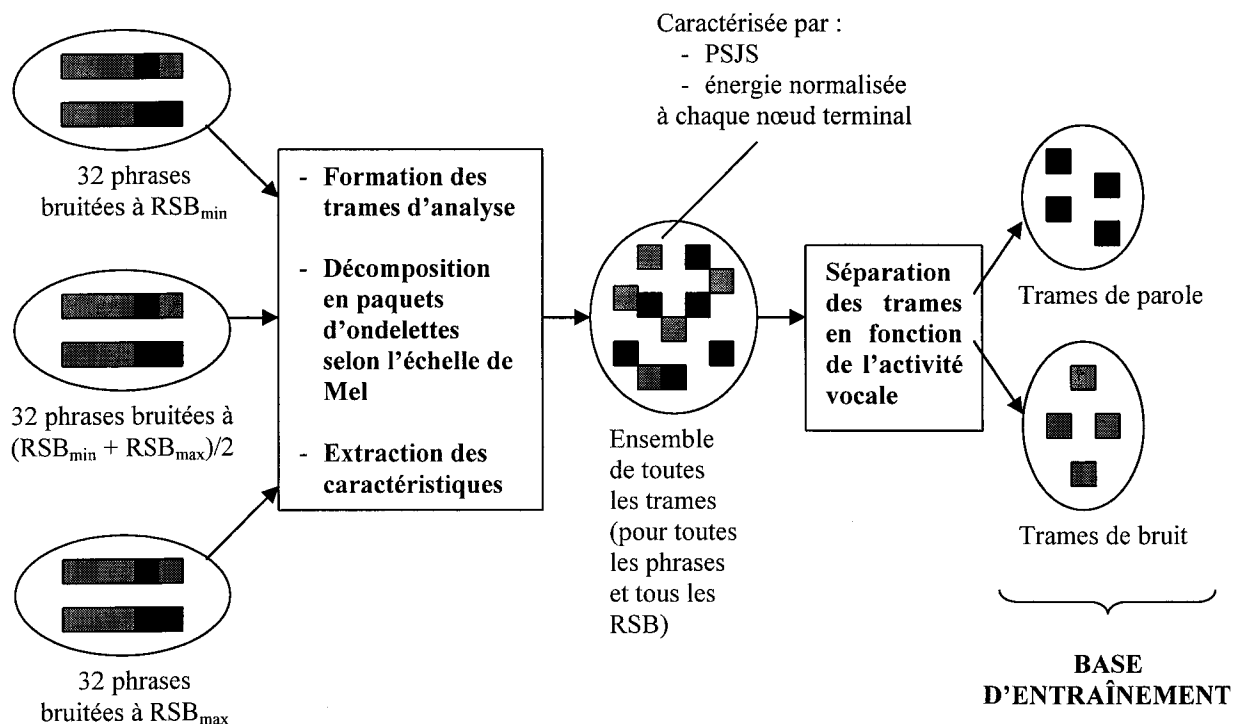 32 phrases
bruitées à RSBmin
32 phrases bruitées à
(RSBmin + RSBmax)/2
32 phrases
bruitées à RSBmax
- Formation des
trames d'analyse
- Décomposition
en paquets
d'ondelettes
selon l'échelle de
Mel
- Extraction des
caractéristiques
Caractérisée par :
- PSJS
- énergie normalisée
à chaque nœud terminal
Ensemble
de toutes
les trames
(pour toutes
les phrases
et tous les
RSB)
Séparation
des trames
en fonction
de l'activité
vocale
Trames de parole
Trames de bruit
BASE
D'ENTRAÎNEMENT